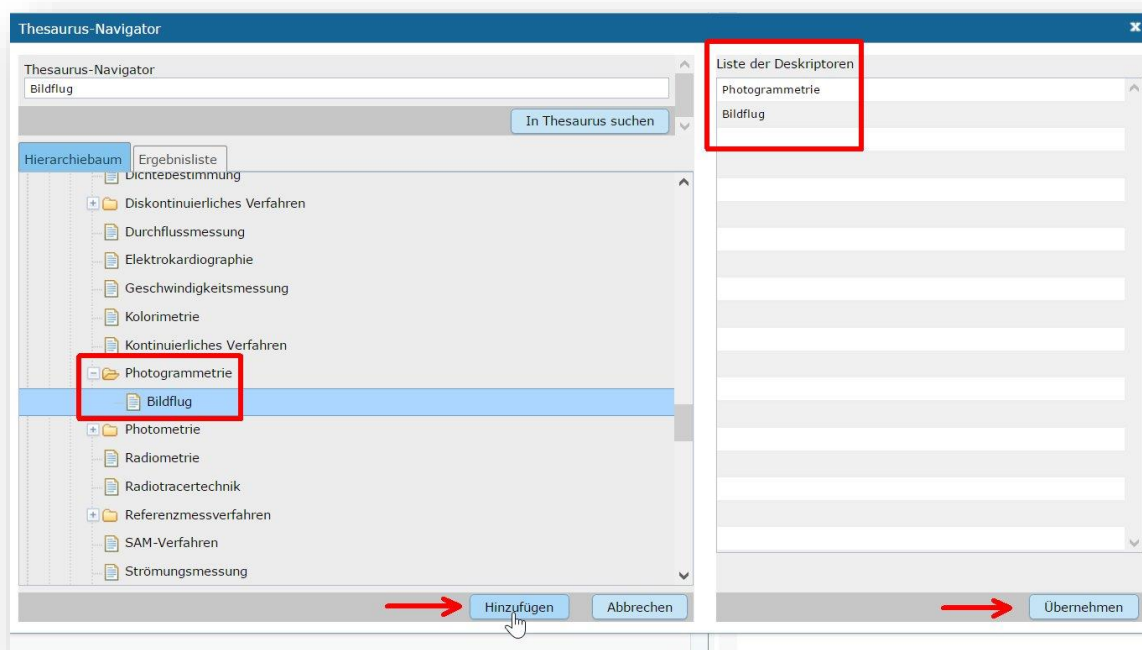 Thesaurus-Navigator
Thesaurus-Navigator
Bildflug
In Thesaurus suchen
Hierarchiebaum
Ergebnisliste
Dichtebestimmung
Diskontinuierliches Verfahren
Durchflussmessung
Elektrokardiographie
Geschwindigkeitsmessung
Kolorimetrie
Kontinuierliches Verfahren
Photogrammetrie
Bildflug
Photometrie
Radiometrie
Radiotracertechnik
Referenzmessverfahren
SAM-Verfahren
Strömungsmessung
Hinzufügen
Abbrechen
Liste der Deskriptoren
Photogrammetrie
Bildflug
Übernehmen